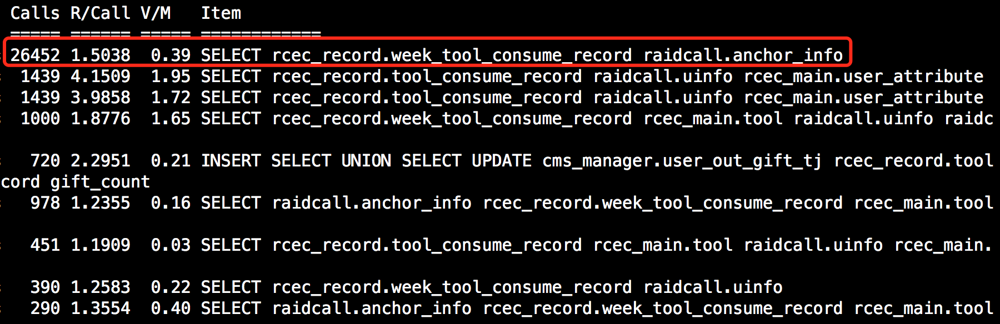 Calls R/Call V/M Item
===== ====== ===== ============
26452 1.5038 0.39 SELECT rcec_record.week_tool_consume_record raidcall.anchor_info
1439 4.1509 1.95 SELECT rcec_record.tool_consume_record raidcall.uinfo rcec_main.user_attribute
1439 3.9858 1.72 SELECT rcec_record.tool_consume_record raidcall.uinfo rcec_main.user_attribute
1000 1.8776 1.65 SELECT rcec_record.week_tool_consume_record rcec_main.tool raidcall.uinfo raidc
720 2.2951 0.21 INSERT SELECT UNION SELECT UPDATE cms_manager.user_out_gift_tj rcec_record.tool
cord gift_count
978 1.2355 0.16 SELECT raidcall.anchor_info rcec_record.week_tool_consume_record rcec_main.tool
451 1.1909 0.03 SELECT rcec_record.tool_consume_record rcec_main.tool raidcall.uinfo rcec_main.
390 1.2583 0.22 SELECT rcec_record.week_tool_consume_record raidcall.uinfo
290 1.3554 0.40 SELECT raidcall.anchor_info rcec_record.week_tool_consume_record rcec_main.tool